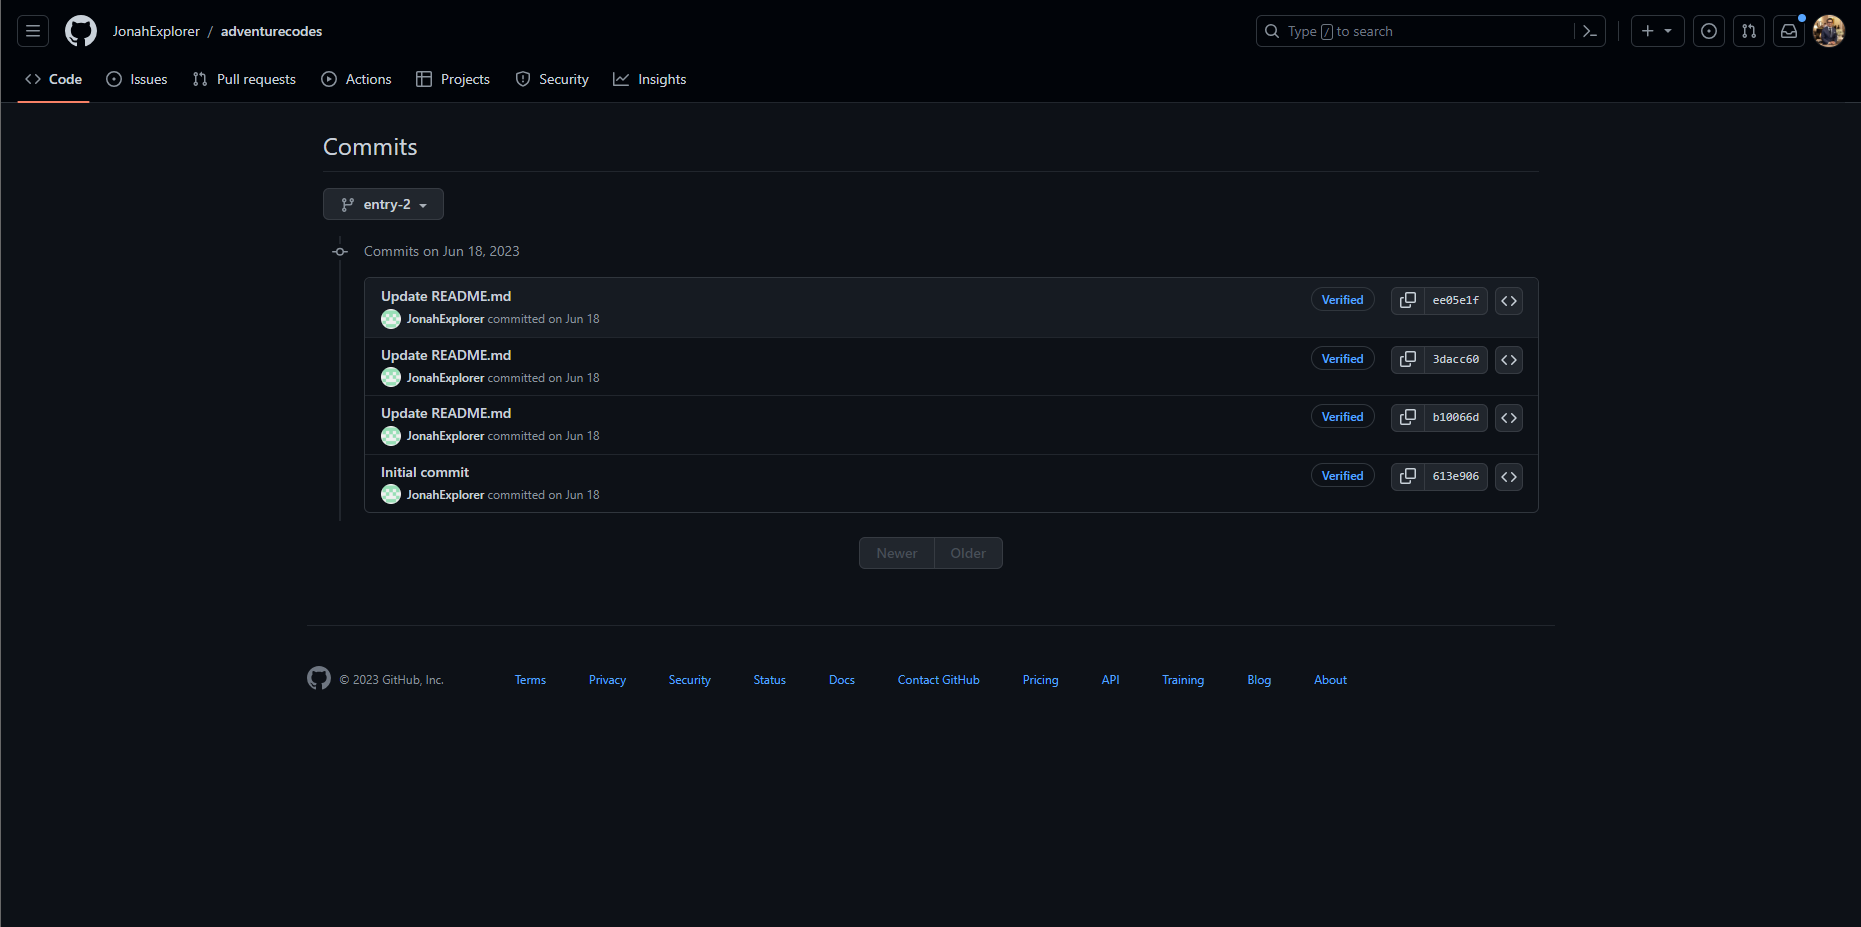 JonahExplorer / adventurecodes
Type / to search
Code Issues Pull requests Actions Projects Security Insights
Commits
entry-2
Commits on Jun 18, 2023
Update README.md
Verified ee05e1f
JonahExplorer committed on Jun 18
Update README.md
Verified 3dacc60
JonahExplorer committed on Jun 18
Update README.md
Verified b10066d
JonahExplorer committed on Jun 18
Initial commit
Verified 613e906
JonahExplorer committed on Jun 18
Newer Older
© 2023 GitHub, Inc. Terms Privacy Security Status Docs Contact GitHub Pricing API Training Blog About